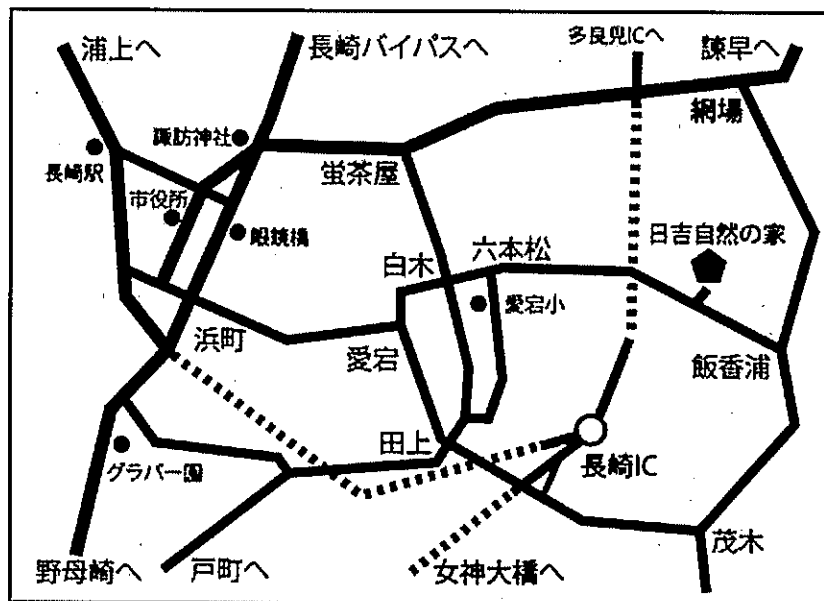 浦上へ
長崎バイパスへ
多良見ICへ
諫早へ
網場
諏訪神社
長崎駅
蛍茶屋
市役所
眼鏡橋
白木
六本松
日吉自然の家
愛宕小
浜町
愛宕
飯香浦
田上
グラバー園
長崎IC
茂木
野母崎へ
戸町へ
女神大橋へ